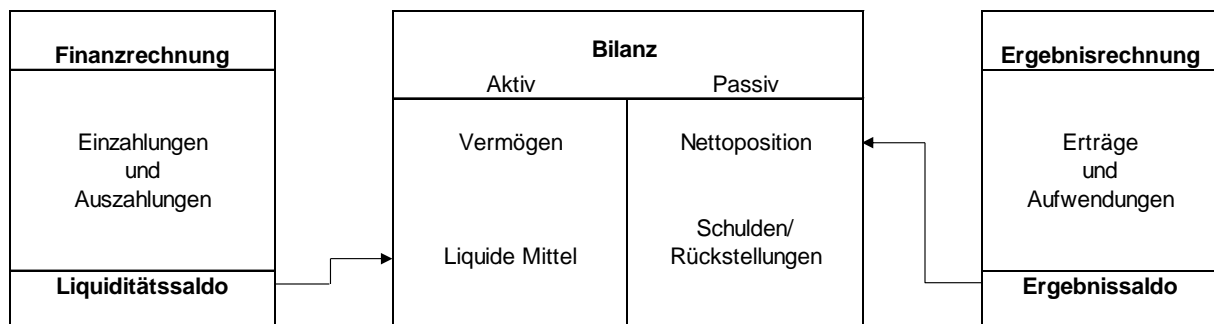 Finanzrechnung
Einzahlungen
und
Auszahlungen
Liquiditätssaldo
Bilanz
Aktiv Passiv
Vermögen Nettoposition
Liquide Mittel Schulden/
Rückstellungen
Ergebnisrechnung
Erträge
und
Aufwendungen
Ergebnissaldo